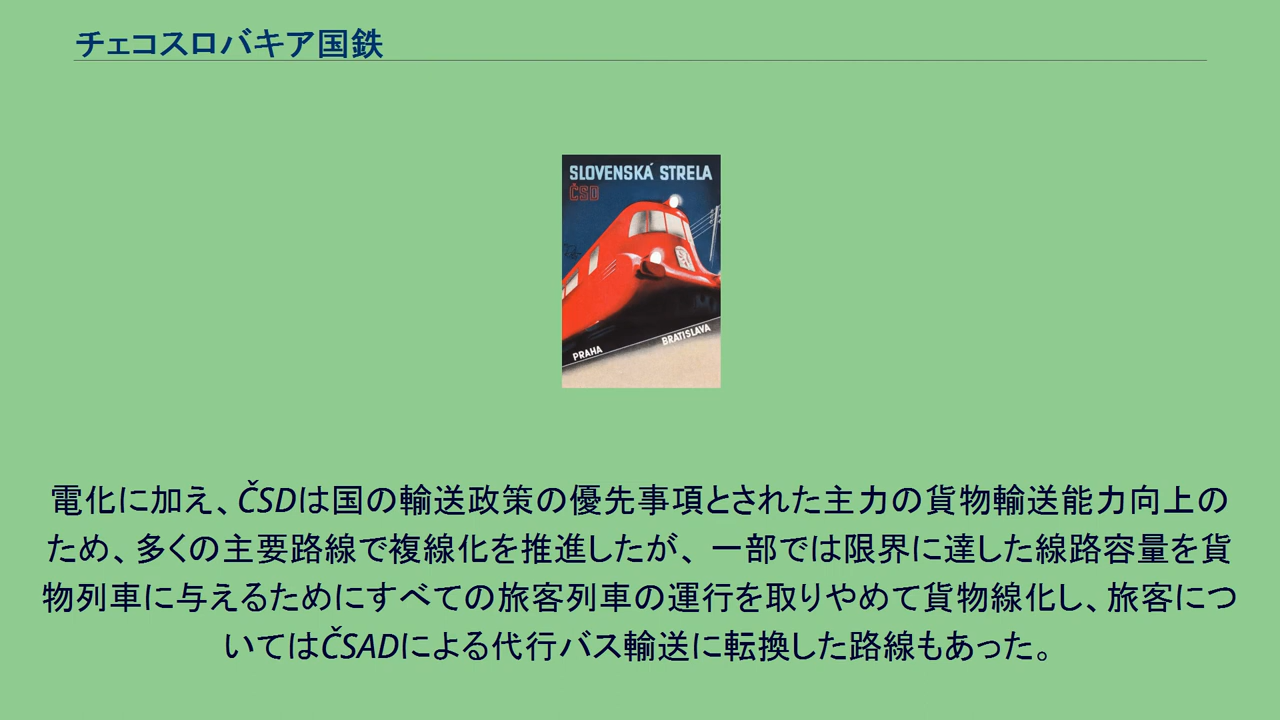 チェコスロバキア国鉄
SLOVENSKÁ STRELA
ČSD
PRAHA
BRATISLAVA
電化に加え、ČSDは国の輸送政策の優先事項とされた主力の貨物輸送能力向上の
ため、多くの主要路線で複線化を推進したが、 一部では限界に達した線路容量を貨
物列車に与えるためにすべての旅客列車の運行を取りやめて貨物線化し、旅客につ
いてはČSADによる代行バス輸送に転換した路線もあった。